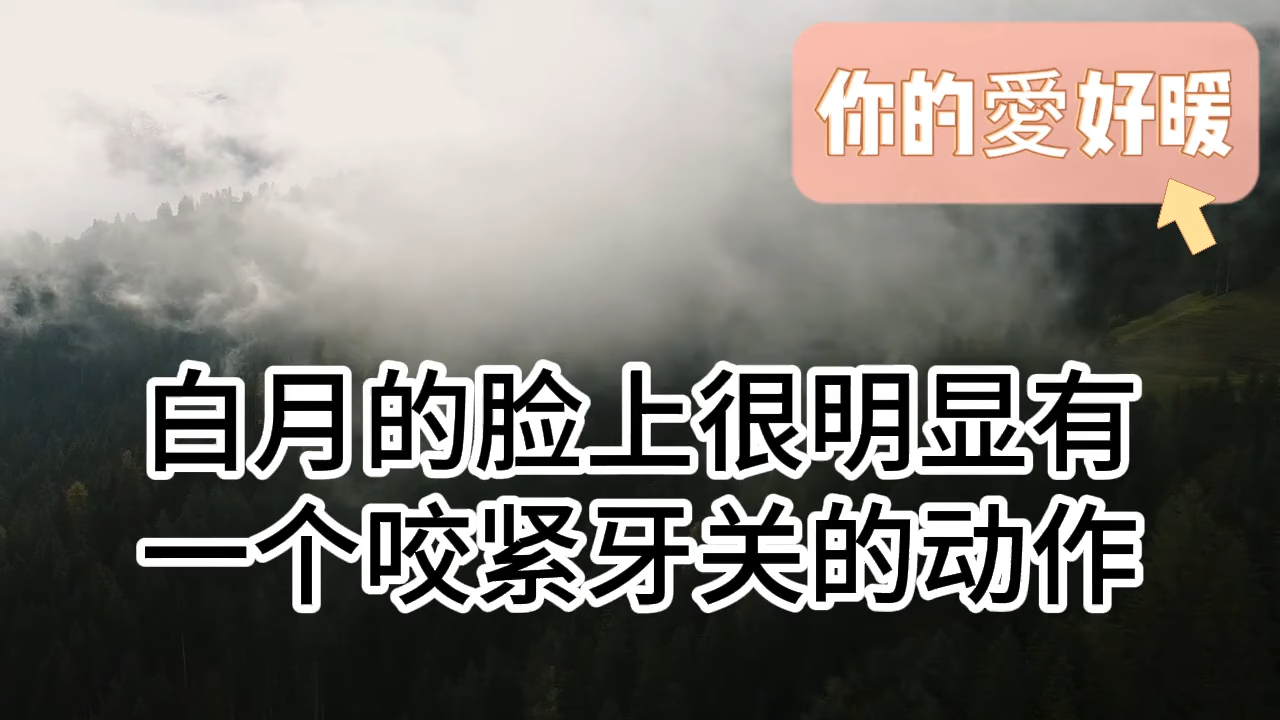 你的愛好暖
白月的脸上很明显有
一个咬紧牙关的动作